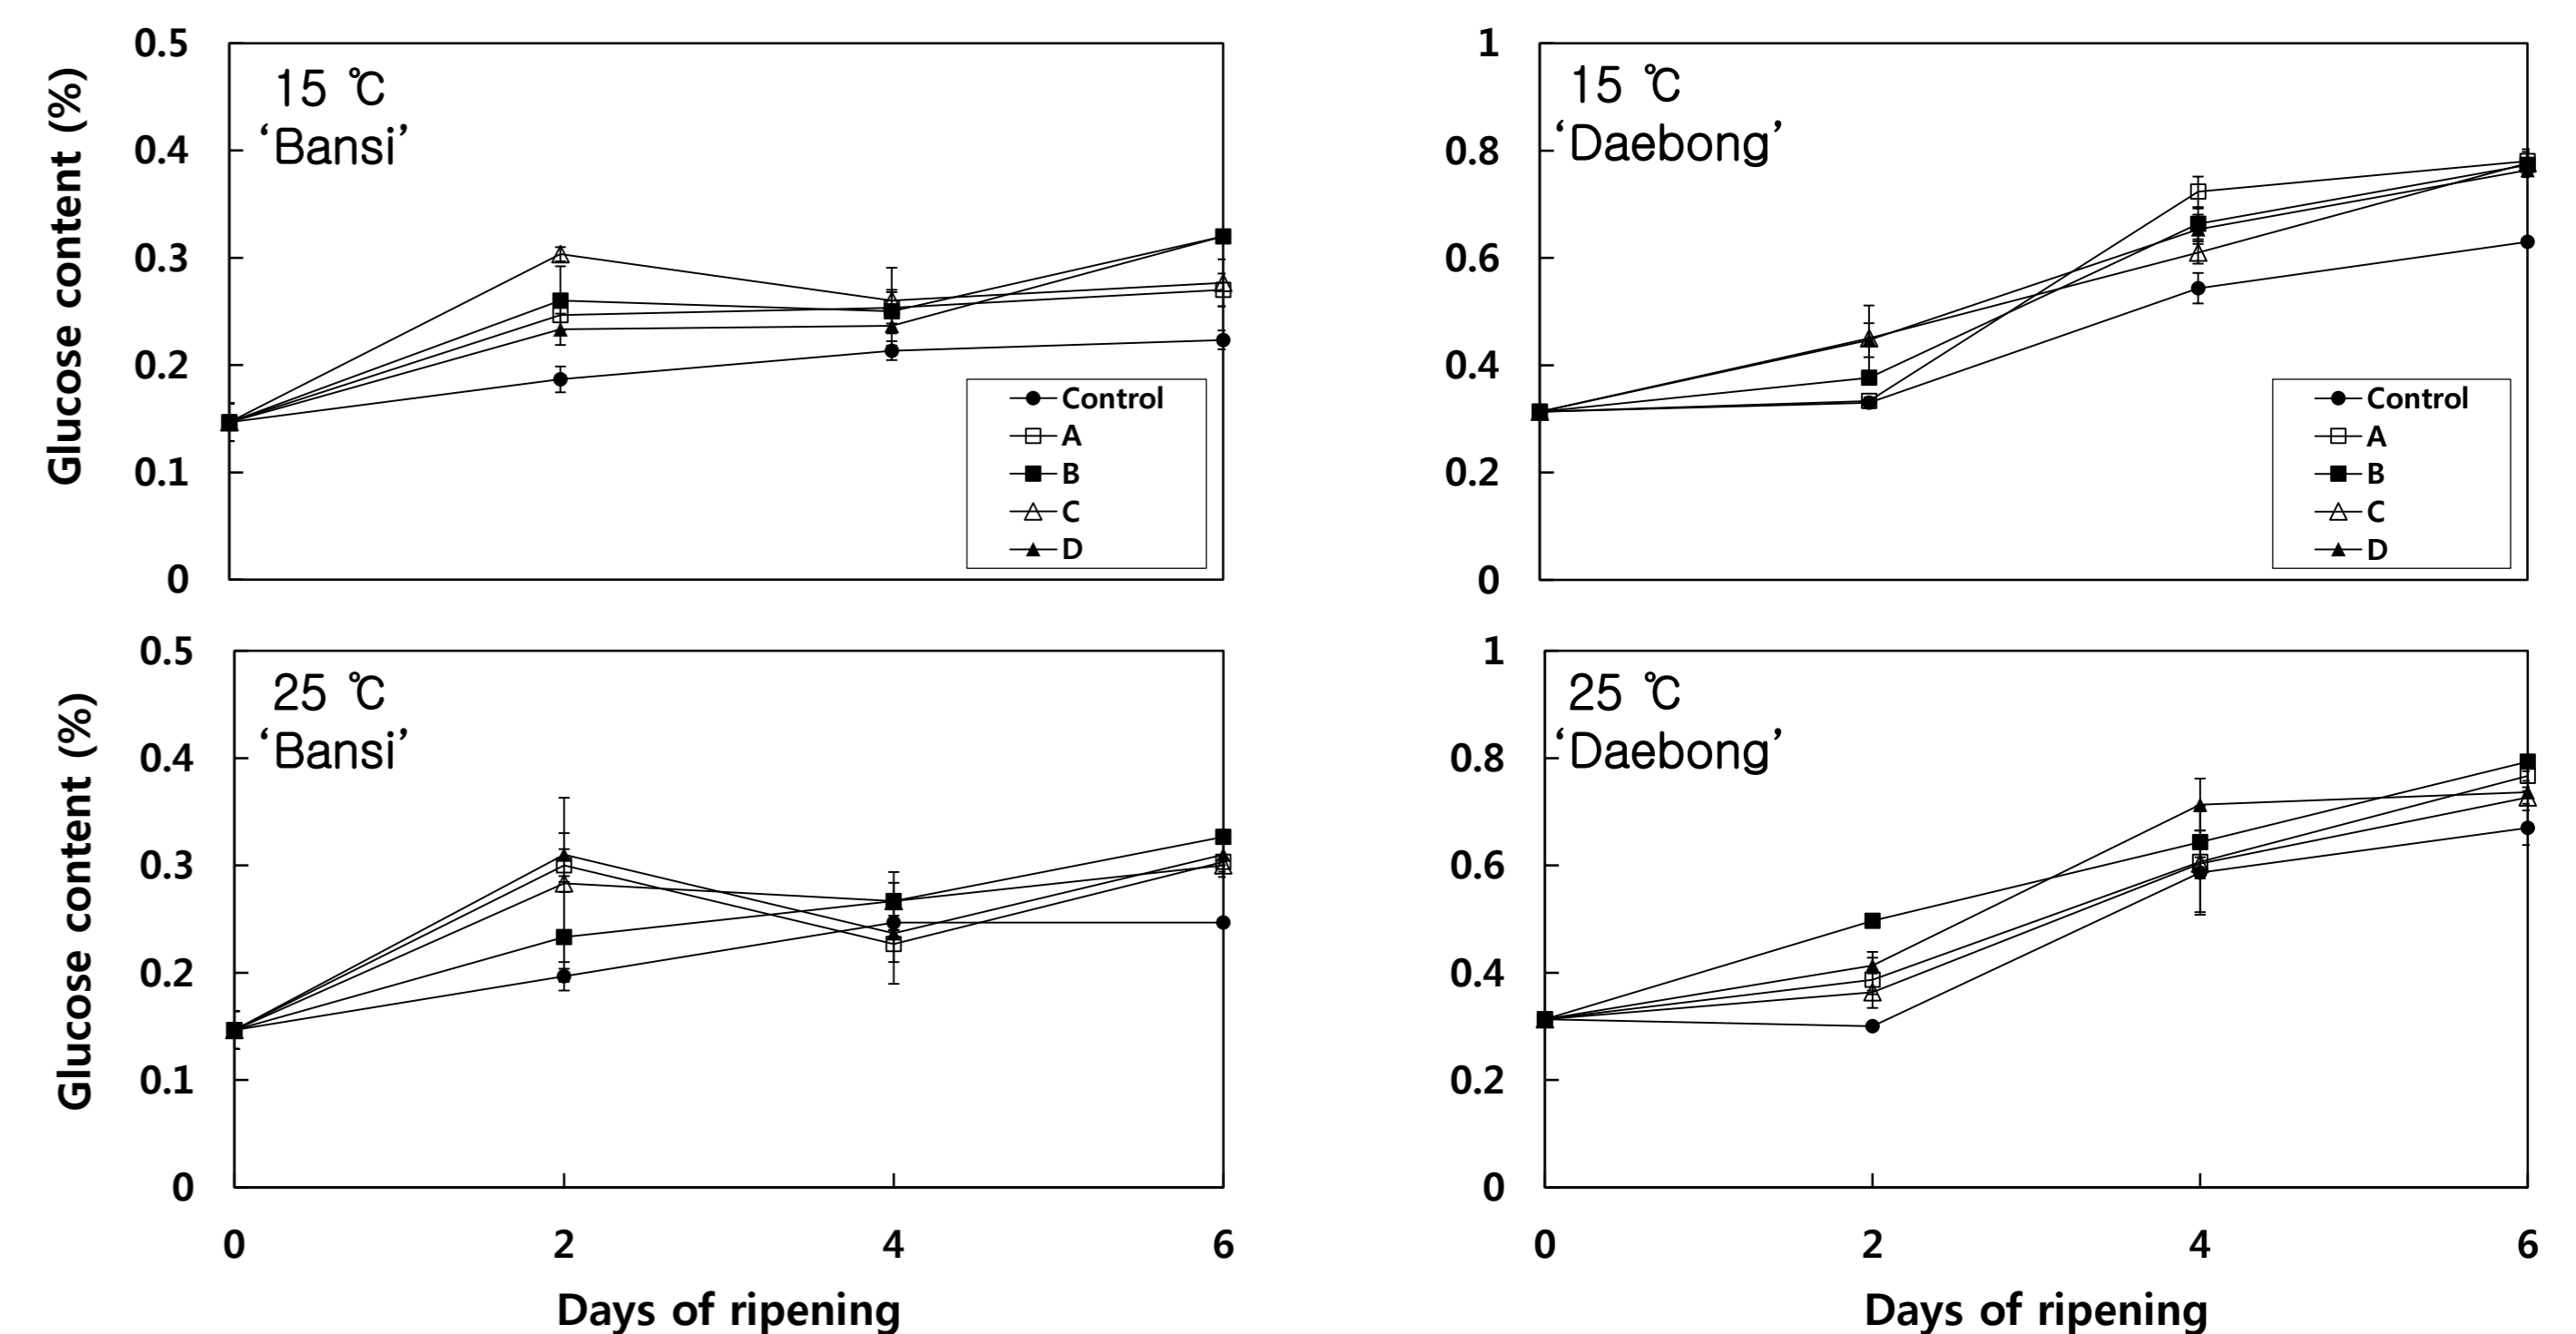 Glucose content (%)
0.5
0.4
0.3
0.2
0.1
0
15 ℃
‘Bansi’
Control
A
B
C
D
1
0.8
0.6
0.4
0.2
0
15 ℃
‘Daebong’
Control
A
B
C
D
Glucose content (%)
0.5
0.4
0.3
0.2
0.1
0
25 ℃
‘Bansi’
0 2 4 6
Days of ripening
1
0.8
0.6
0.4
0.2
0
25 ℃
‘Daebong’
0 2 4 6
Days of ripening